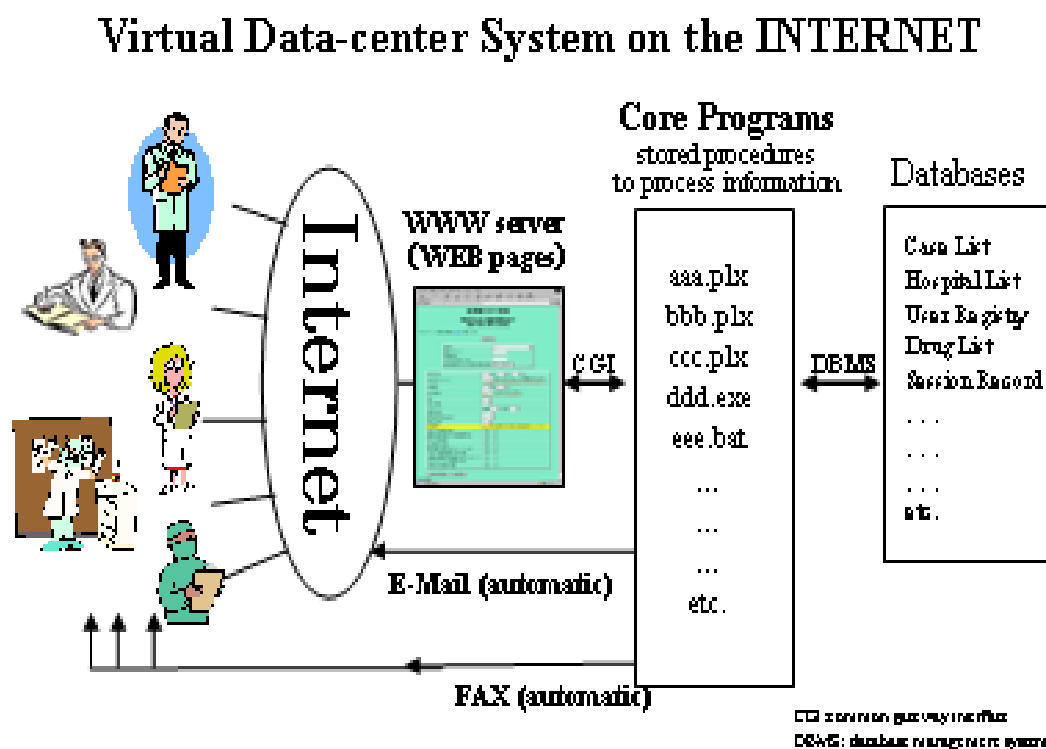 Virtual Data-center System on the INTERNET
Core Programs
stored procedures
to process information
Databases
Internet
WWW server
(WEB pages)
CGI
aaa.plx
bbb.plx
ccc.plx
ddd.exe
eee.bat
...
...
...
etc.
DBMS
Case List
Hospital List
User Registry
Drug List
Session Record
. . .
. . .
. . .
etc.
E-Mail (automatic)
FAX (automatic)
CGI: common gateway interface
DBMS: database management system